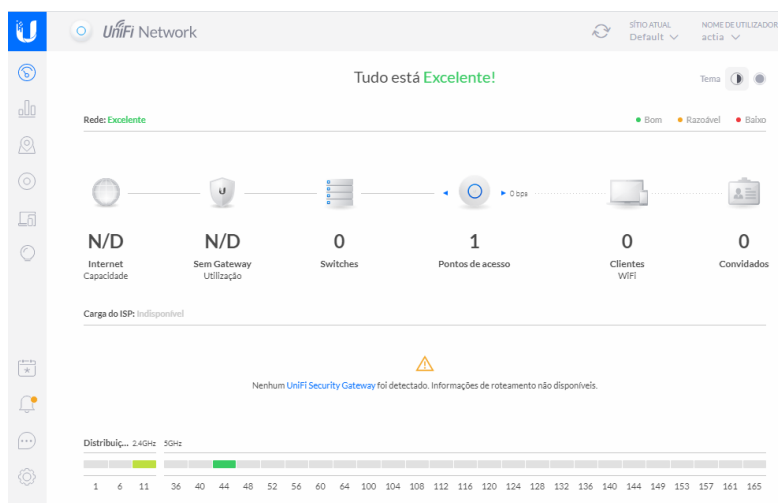 UniFi Network
SÍTIO ATUAL
Default
NOME DE UTILIZADOR
actia
Tudo está Excelente!
Tema
Rede: Excelente
Bom
Razoável
Baixo
0 bps
N/D
N/D
0
1
0
0
Internet
Sem Gateway
Switches
Pontos de acesso
Clientes
Convidados
Capacidade
Utilização
WiFi
Carga do ISP: Indisponível
Nenhum UniFi Security Gateway foi detectado. Informações de roteamento não disponíveis.
Distribuiç... 2.4GHz 5GHz
1 6 11 36 40 44 48 52 56 60 64 100 104 108 112 116 120 124 128 132 136 140 144 149 153 157 161 165